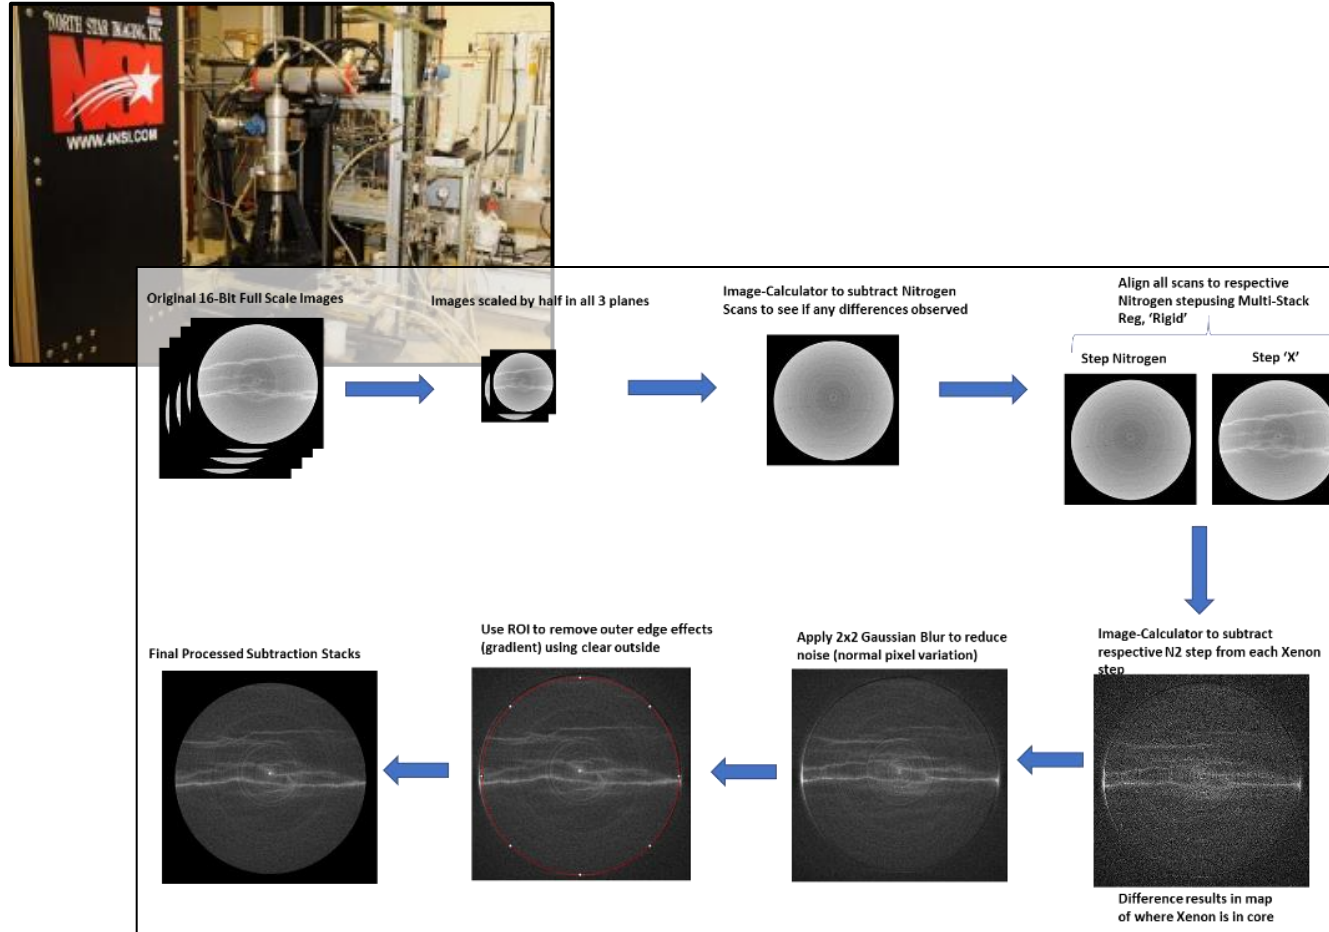 NORTH STAR IMAGING, INC
NSI
WWW.4NSI.COM
Original 16-Bit Full Scale Images
Images scaled by half in all 3 planes
Image-Calculator to subtract Nitrogen
Scans to see if any differences observed
Align all scans to respective
Nitrogen stepusing Multi-Stack
Reg, ‘Rigid’
Step Nitrogen
Step ‘X’
Image-Calculator to subtract
respective N2 step from each Xenon
step
Difference results in map
of where Xenon is in core
Apply 2x2 Gaussian Blur to reduce
noise (normal pixel variation)
Use ROI to remove outer edge effects
(gradient) using clear outside
Final Processed Subtraction Stacks